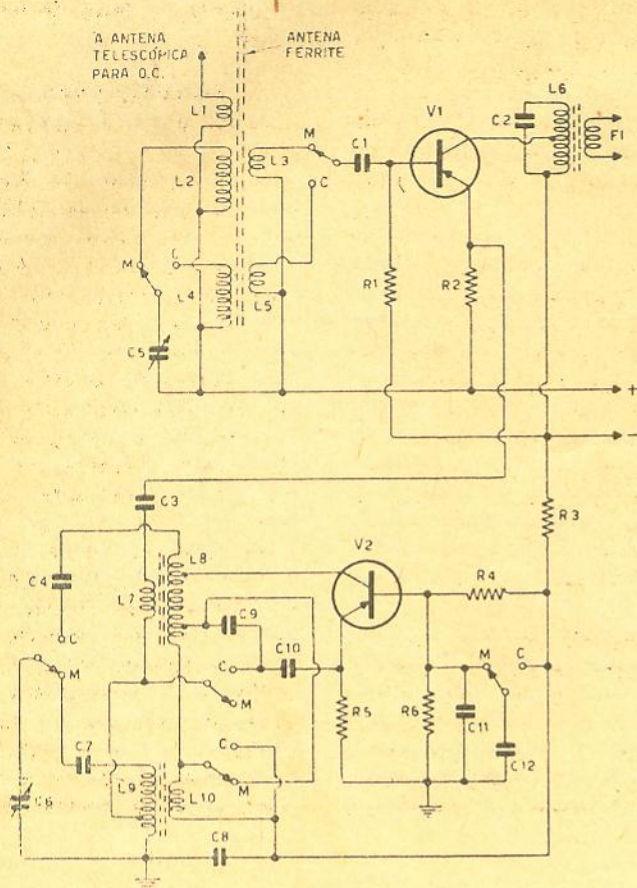 A ANTENA
TELESCÓPICA
PARA O.C.
ANTENA
FERRITE
L1
L2
L3
M
C
C1
V1
C2
L6
FI
M
C
L4
L5
R1
R2
C5
+
−
C3
R3
V2
L8
C4
L7
R4
C9
C
M
C
C10
M
C
M
R5
R6
C11
C12
C7
C
M
L9
L10
C6
C8